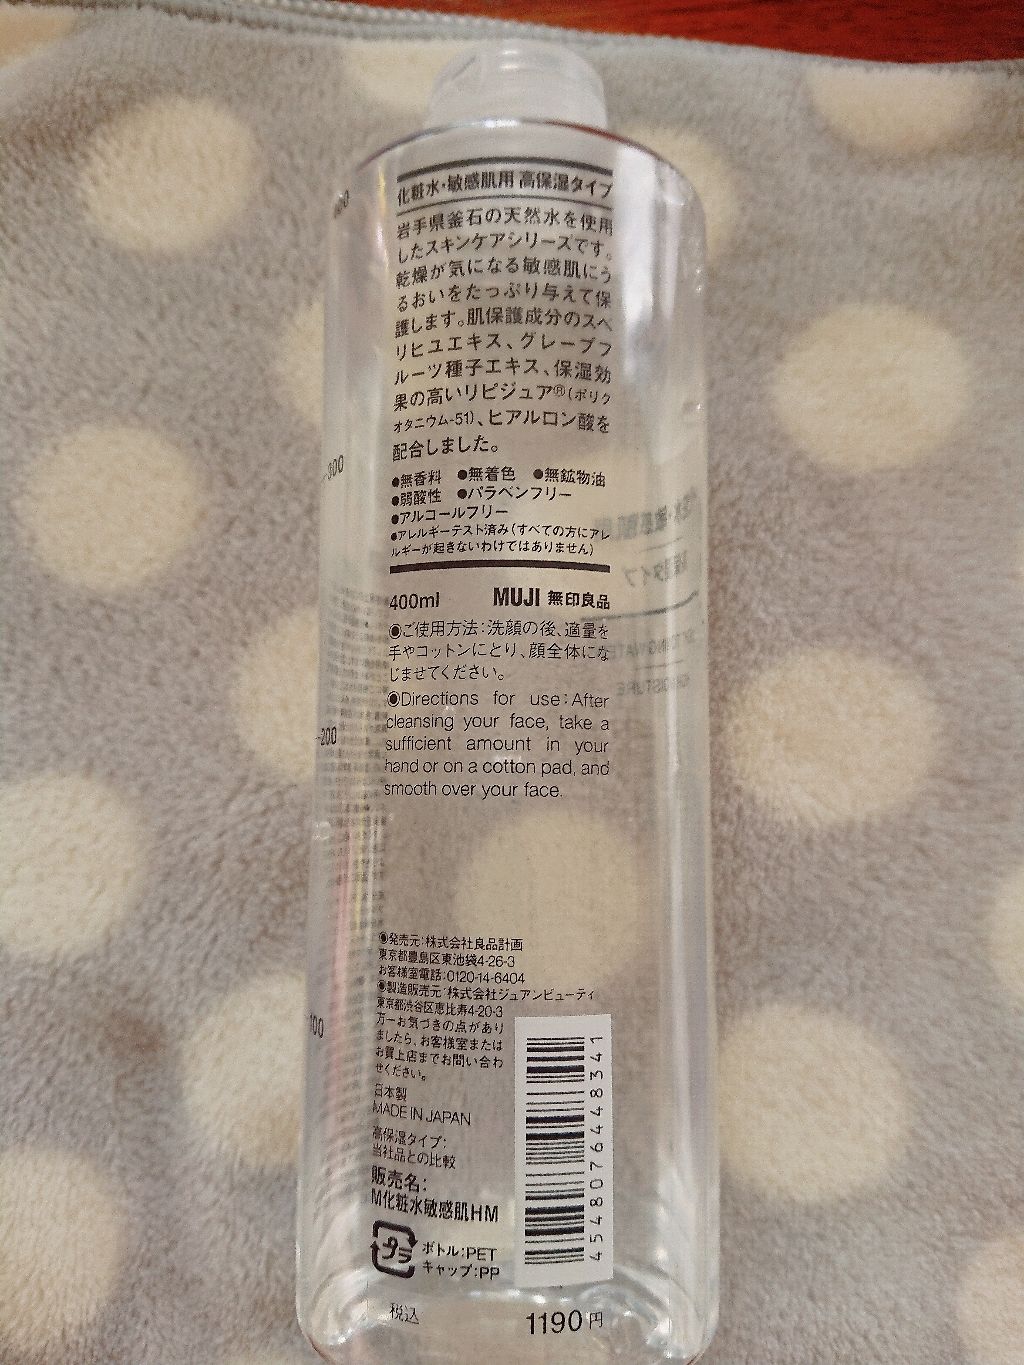 化粧水・敏感肌用 高保湿タイプ
岩手県釜石の天然水を使用
したスキンケアシリーズです。
乾燥が気になる敏感肌にう
るおいをたっぷり与えて保
護します。肌保護成分のスベ
リヒユエキス、グレープフ
ルーツ種子エキス、保湿効
果の高いリピジュア®(ポリク
オタニウム-51)、ヒアルロン酸を
配合しました。
●無香料 ●無着色 ●無鉱物油
●弱酸性 ●パラベンフリー
●アルコールフリー
●アレルギーテスト済み(すべての方にアレ
ルギーが起きないわけではありません)
400ml MUJI 無印良品
◉ご使用方法:洗顔の後、適量を
手やコットンにとり、顔全体にな
じませてください。
◉Directions for use:After
cleansing your face, take a
sufficient amount in your
hand or on a cotton pad, and
smooth over your face.
300
200
100
◉発売元:株式会社良品計画
東京都豊島区東池袋4-26-3
お客様室電話:0120-14-6404
◉製造販売元:株式会社ジュアンビューティ
東京都渋谷区恵比寿4-20-3
万一お気づきの点があり
ましたら、お客様室または
お買上店までお問い合わ
せください。
日本製
MADE IN JAPAN
高保湿タイプ:
当社品との比較
販売名:
M化粧水敏感肌HM
プラ
ボトル:PET
キャップ:PP
4548076448341
税込 1190円